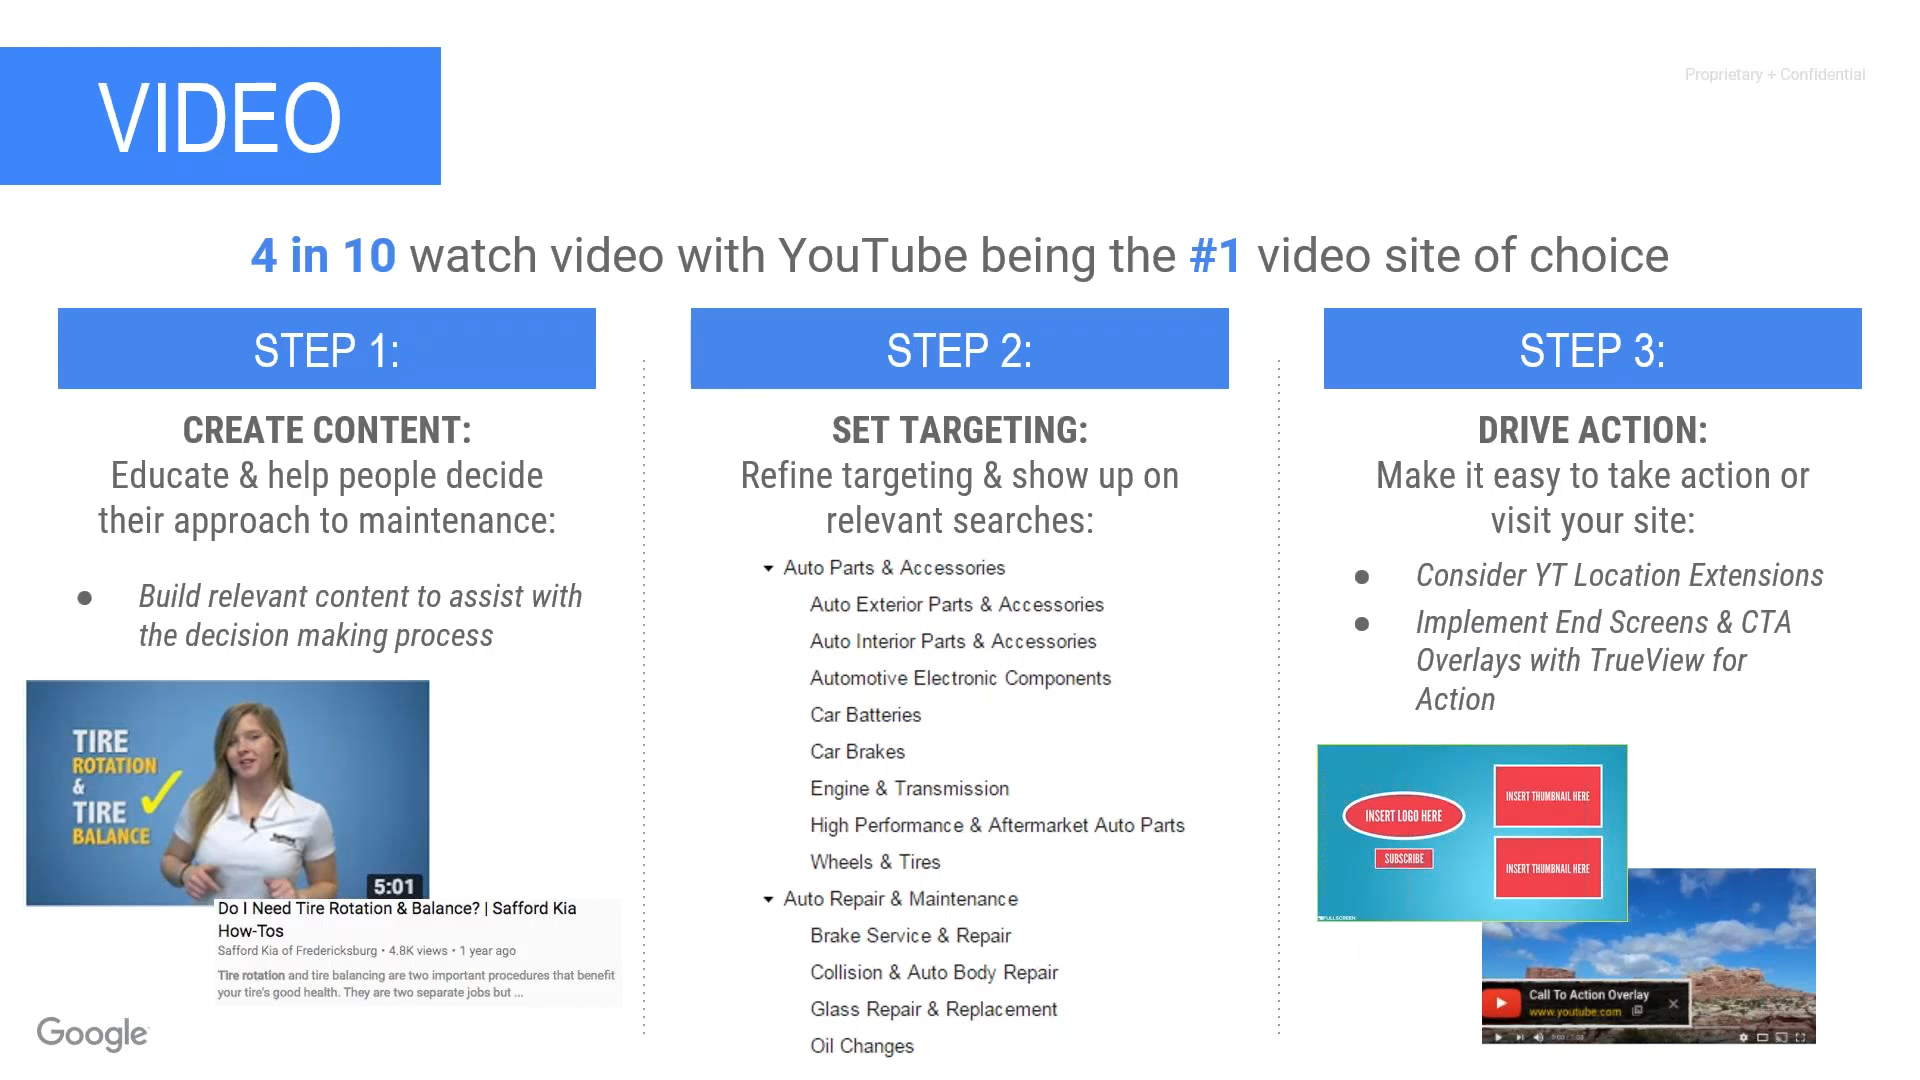 VIDEO
Proprietary + Confidential
4 in 10 watch video with YouTube being the #1 video site of choice
STEP 1:
CREATE CONTENT:
Educate & help people decide
their approach to maintenance:
● Build relevant content to assist with
the decision making process
TIRE
ROTATION
&
TIRE
BALANCE
5:01
Do I Need Tire Rotation & Balance? | Safford Kia
How-Tos
Safford Kia of Fredericksburg • 4.8K views • 1 year ago
Tire rotation and tire balancing are two important procedures that benefit
your tire's good health. They are two separate jobs but ...
Google
STEP 2:
SET TARGETING:
Refine targeting & show up on
relevant searches:
Auto Parts & Accessories
Auto Exterior Parts & Accessories
Auto Interior Parts & Accessories
Automotive Electronic Components
Car Batteries
Car Brakes
Engine & Transmission
High Performance & Aftermarket Auto Parts
Wheels & Tires
Auto Repair & Maintenance
Brake Service & Repair
Collision & Auto Body Repair
Glass Repair & Replacement
Oil Changes
STEP 3:
DRIVE ACTION:
Make it easy to take action or
visit your site:
● Consider YT Location Extensions
● Implement End Screens & CTA
Overlays with TrueView for
Action
INSERT LOGO HERE
SUBSCRIBE
INSERT THUMBNAIL HERE
INSERT THUMBNAIL HERE
FULLSCREEN
Call To Action Overlay
www.youtube.com